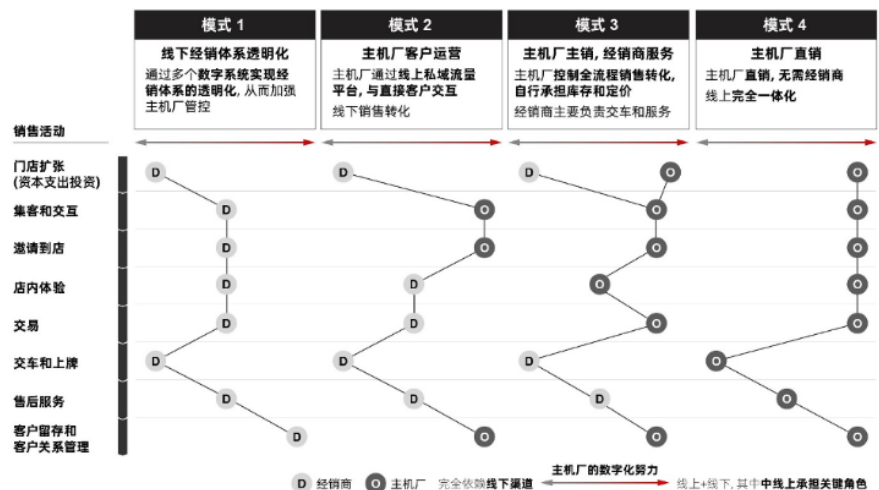 模式 1
模式 2
模式 3
模式 4
线下经销体系透明化
通过多个数字系统实现经
销体系的透明化, 从而加强
主机厂管控
主机厂客户运营
主机厂通过线上私域流量
平台, 与直接客户交互
线下销售转化
主机厂主销, 经销商服务
主机厂控制全流程销售转化,
自行承担库存和定价
经销商主要负责交车和服务
主机厂直销
主机厂直销, 无需经销商
线上完全一体化
销售活动
门店扩张
(资本支出投资)
D
D
D
O
O
集客和交互
D
O
O
O
邀请到店
D
O
O
O
店内体验
D
D
O
O
交易
D
D
O
O
交车和上牌
D
D
D
O
售后服务
D
D
D
O
客户留存和
客户关系管理
D
O
O
O
D 经销商
O 主机厂
完全依赖线下渠道
主机厂的数字化努力
线上+线下, 其中中线上承担关键角色